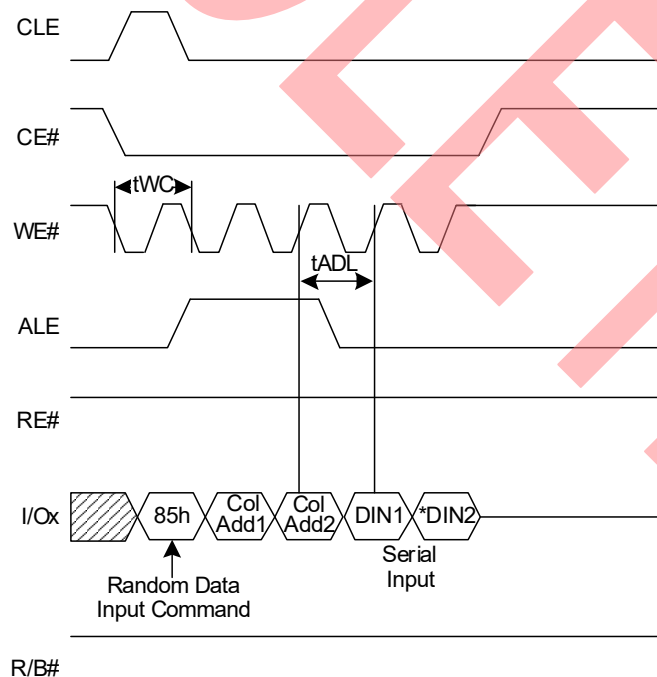 CLE
CE#
tWC
WE#
tADL
ALE
RE#
I/Ox
85h
Col
Add1
Col
Add2
DIN1
*DIN2
Serial
Input
Random Data
Input Command
R/B#